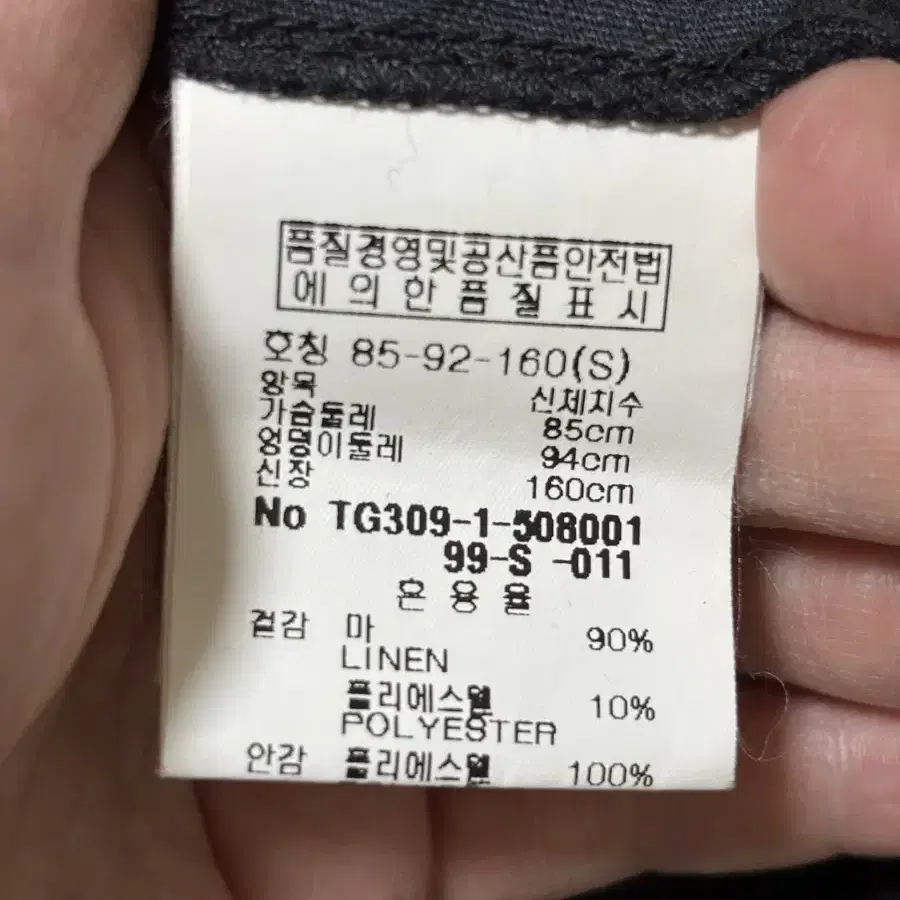 품질경영및공산품안전법
에의한품질표시
호칭 85-92-160(S)
항목 신체치수
가슴둘레 85cm
엉덩이둘레 94cm
신장 160cm
No TG309-1-508001
99-S -011
혼용율
겉감 마 90%
LINEN
폴리에스텔 10%
POLYESTER
안감 폴리에스텔 100%